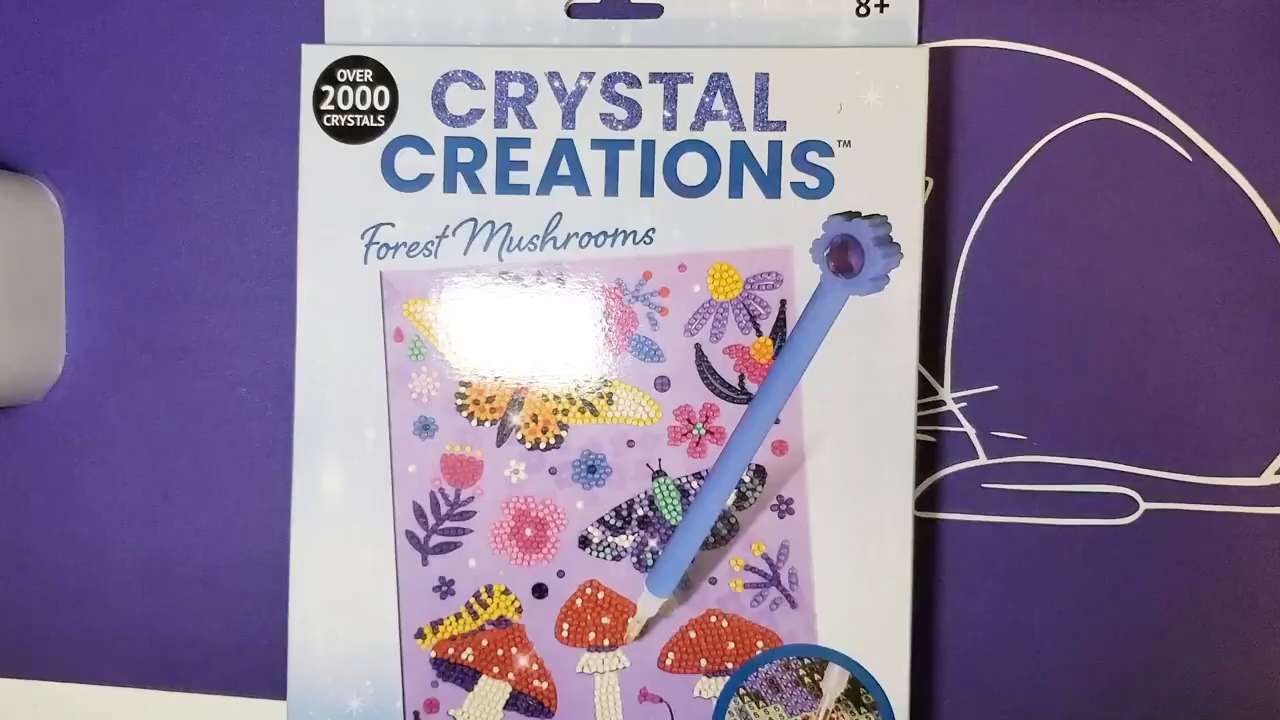 8+
OVER
2000
CRYSTALS
CRYSTAL
CREATIONS™
Forest Mushrooms